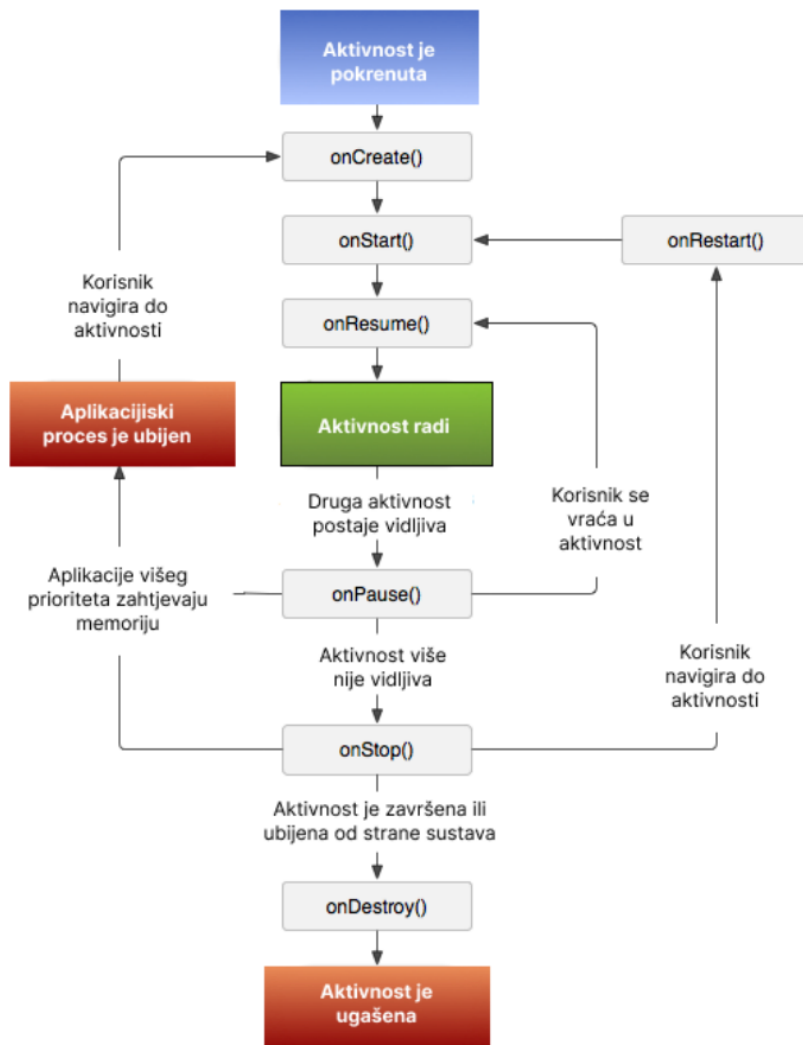 Aktivnost je
pokrenuta
onCreate()
onStart()
onRestart()
Korisnik
navigira do
aktivnosti
onResume()
Aplikacijiski
proces je ubijen
Aktivnost radi
Druga aktivnost
postaje vidljiva
Korisnik se
vraća u
aktivnost
Aplikacije višeg
prioriteta zahtjevaju
memoriju
onPause()
Aktivnost više
nije vidljiva
Korisnik
navigira do
aktivnosti
onStop()
Aktivnost je završena ili
ubijena od strane sustava
onDestroy()
Aktivnost je
ugašena